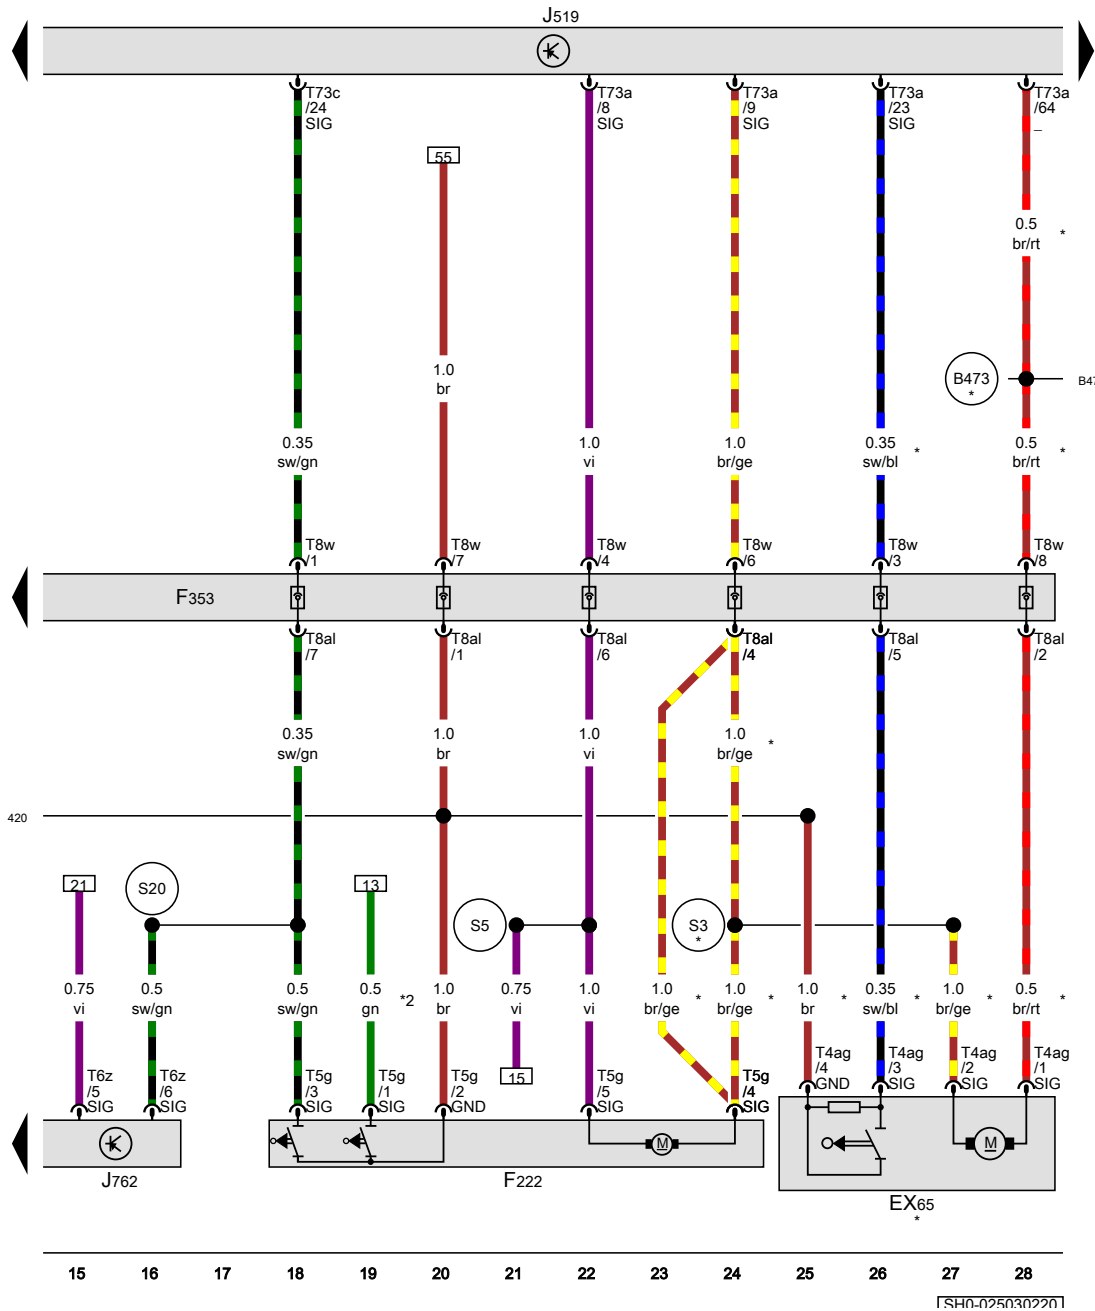 J519
T73c
/24
SIG
T73a
/8
SIG
T73a
/9
SIG
T73a
/23
SIG
T73a
/64
_
55
0.5
br/rt
*
1.0
br
B473
*
0.35
sw/gn
1.0
vi
1.0
br/ge
0.35
sw/bl
*
0.5
br/rt
*
T8w
/1
T8w
/7
T8w
/4
T8w
/6
T8w
/3
T8w
/8
F353
T8al
/7
T8al
/1
T8al
/6
T8al
/4
T8al
/5
T8al
/2
0.35
sw/gn
1.0
br
1.0
vi
1.0
br/ge
*
420
21
S20
13
S5
S3
*
0.75
vi
0.5
sw/gn
0.5
sw/gn
0.5
gn
*2
1.0
br
0.75
vi
1.0
vi
1.0
br/ge
*
1.0
br/ge
*
1.0
br
*
0.35
sw/bl
*
1.0
br/ge
*
0.5
br/rt
*
15
T6z
/5
SIG
T6z
/6
SIG
T5g
/3
SIG
T5g
/1
SIG
T5g
/2
GND
T5g
/5
SIG
T5g
/4
SIG
T4ag
/4
GND
T4ag
/3
SIG
T4ag
/2
SIG
T4ag
/1
SIG
M
M
J762
F222
EX65
*
15 16 17 18 19 20 21 22 23 24 25 26 27 28
SH0-025030220